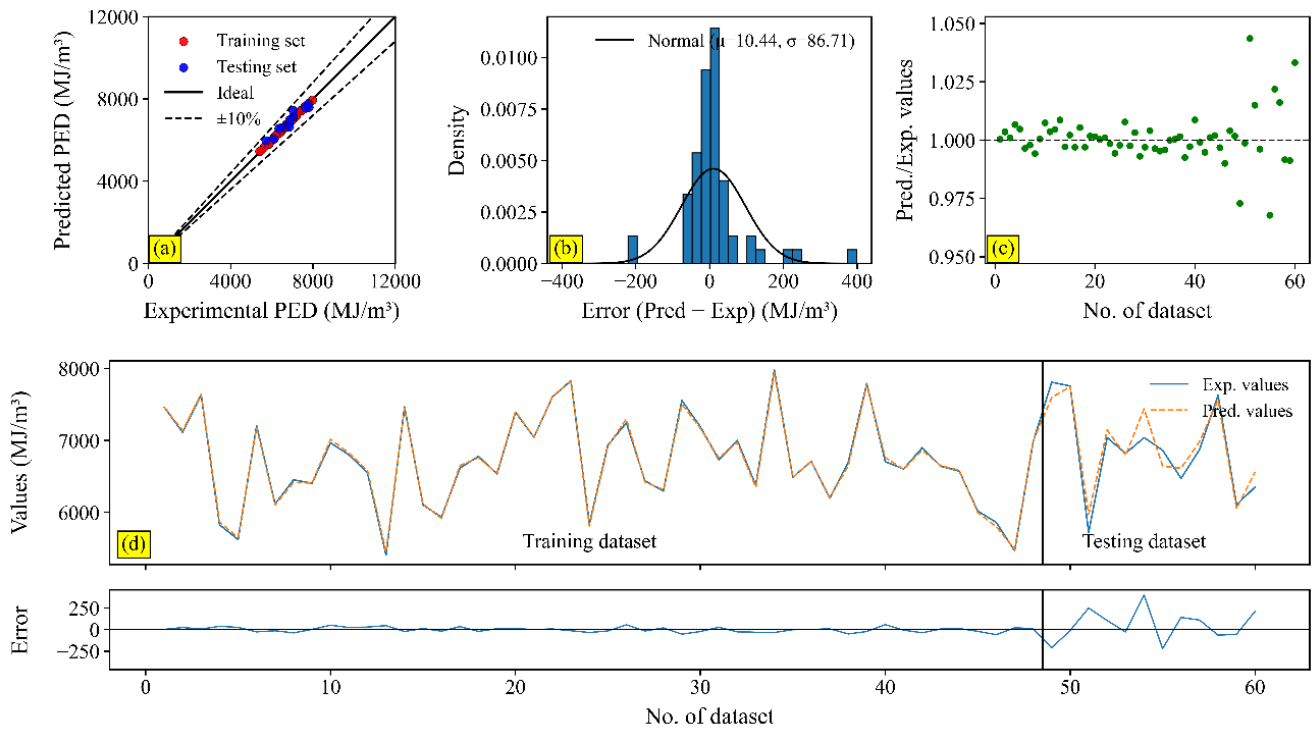 12000
8000
4000
0
0
4000
8000
12000
Predicted PED (MJ/m³)
Experimental PED (MJ/m³)
Training set
Testing set
Ideal
±10%
(a)
0.0100
0.0075
0.0050
0.0025
0.0000
−400
−200
0
200
400
Density
Error (Pred − Exp) (MJ/m³)
Normal (μ=10.44, σ=86.71)
(b)
1.050
1.025
1.000
0.975
0.950
0
20
40
60
Pred./Exp. values
No. of dataset
(c)
8000
7000
6000
Values (MJ/m³)
Exp. values
Pred. values
(d)
Training dataset
Testing dataset
250
0
−250
Error
0
10
20
30
40
50
60
No. of dataset